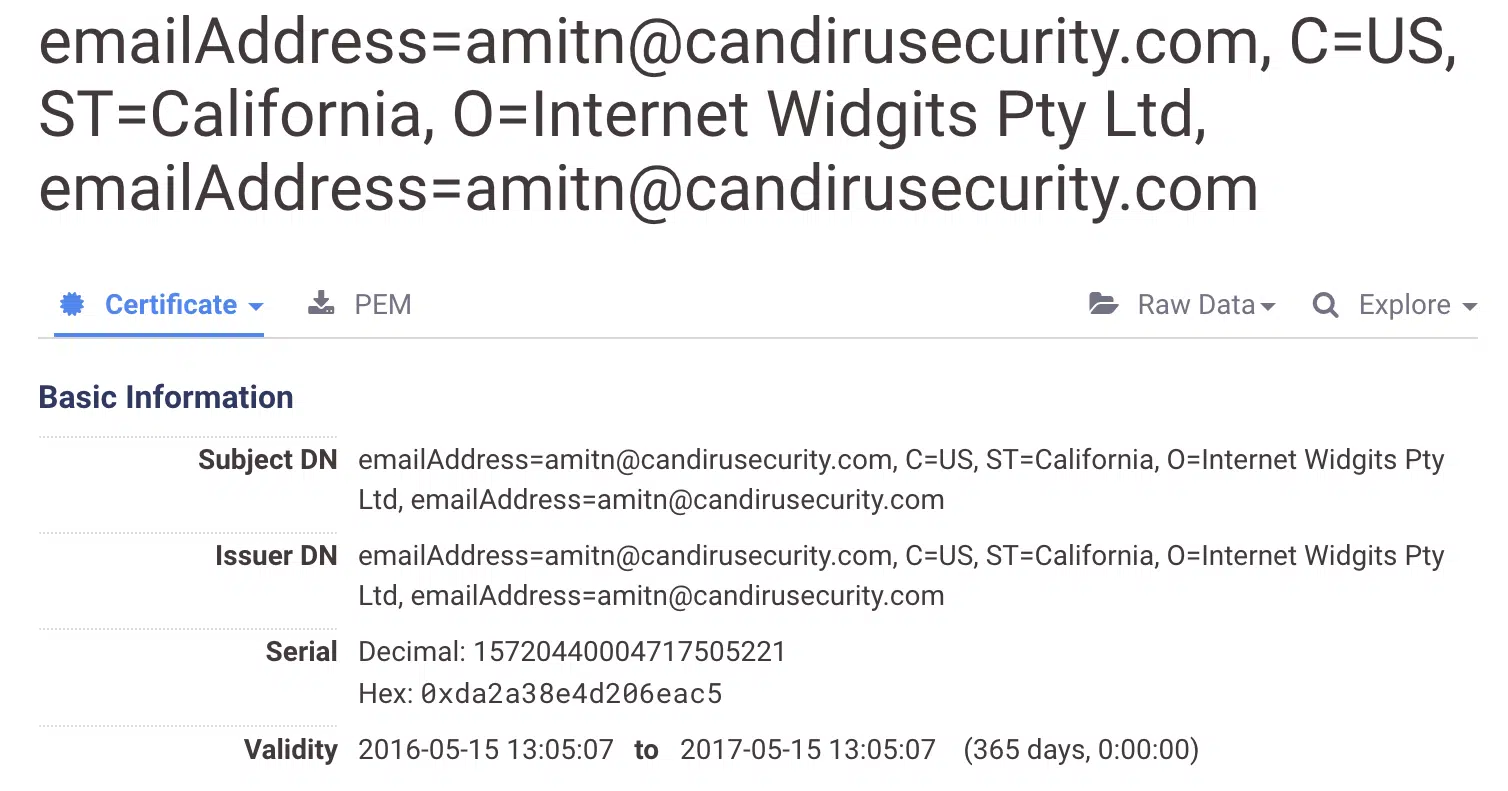 emailAddress=amitn@candirusecurity.com, C=US,
ST=California, O=Internet Widgits Pty Ltd,
emailAddress=amitn@candirusecurity.com
Certificate PEM Raw Data Explore
Basic Information
Subject DN emailAddress=amitn@candirusecurity.com, C=US, ST=California, O=Internet Widgits Pty
Ltd, emailAddress=amitn@candirusecurity.com
Issuer DN emailAddress=amitn@candirusecurity.com, C=US, ST=California, O=Internet Widgits Pty
Ltd, emailAddress=amitn@candirusecurity.com
Serial Decimal: 15720440004717505221
Hex: 0xda2a38e4d206eac5
Validity 2016-05-15 13:05:07 to 2017-05-15 13:05:07 (365 days, 0:00:00)